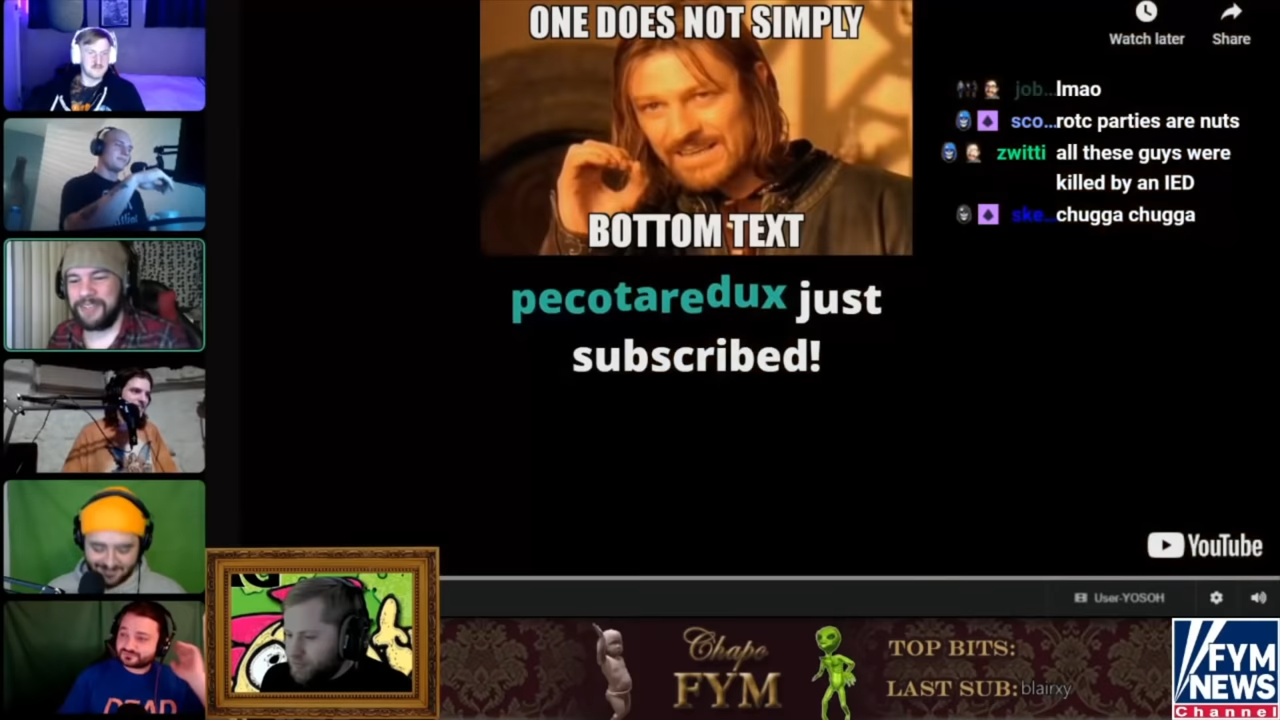 ONE DOES NOT SIMPLY
BOTTOM TEXT
pecotaredux just
subscribed!
Watch later
Share
job...lmao
sco...rotc parties are nuts
zwitti all these guys were
killed by an IED
ske...chugga chugga
YouTube
User-YOSOH
Chapo
FYM
TOP BITS:
LAST SUB: blairxy
FYM
NEWS
Channel
DEAD